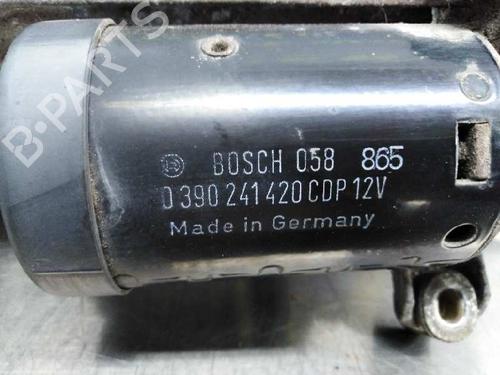 B-PARTS
BOSCH 058 865
0 390 241 420 CDP 12V
Made in Germany